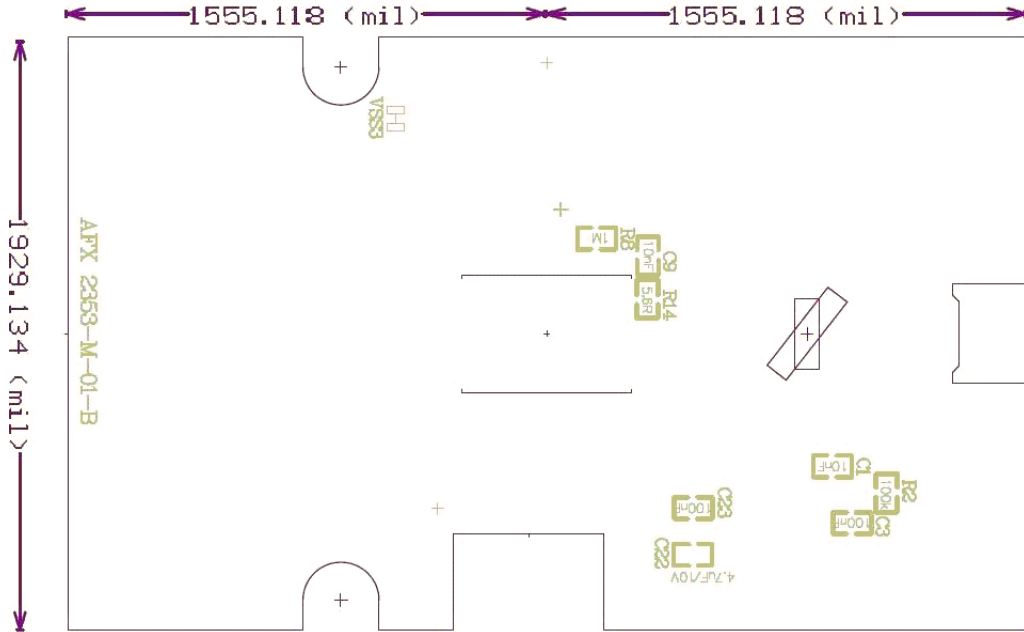 1555.118 (mil)
1555.118 (mil)
1929.134 (mil)
VSS3
AFX 2353-M-01-B
R8
1M
C9
10nF
R14
5.6R
C1
10nF
R2
100k
C3
100nF
C23
100nF
C22
4.7uF/10V